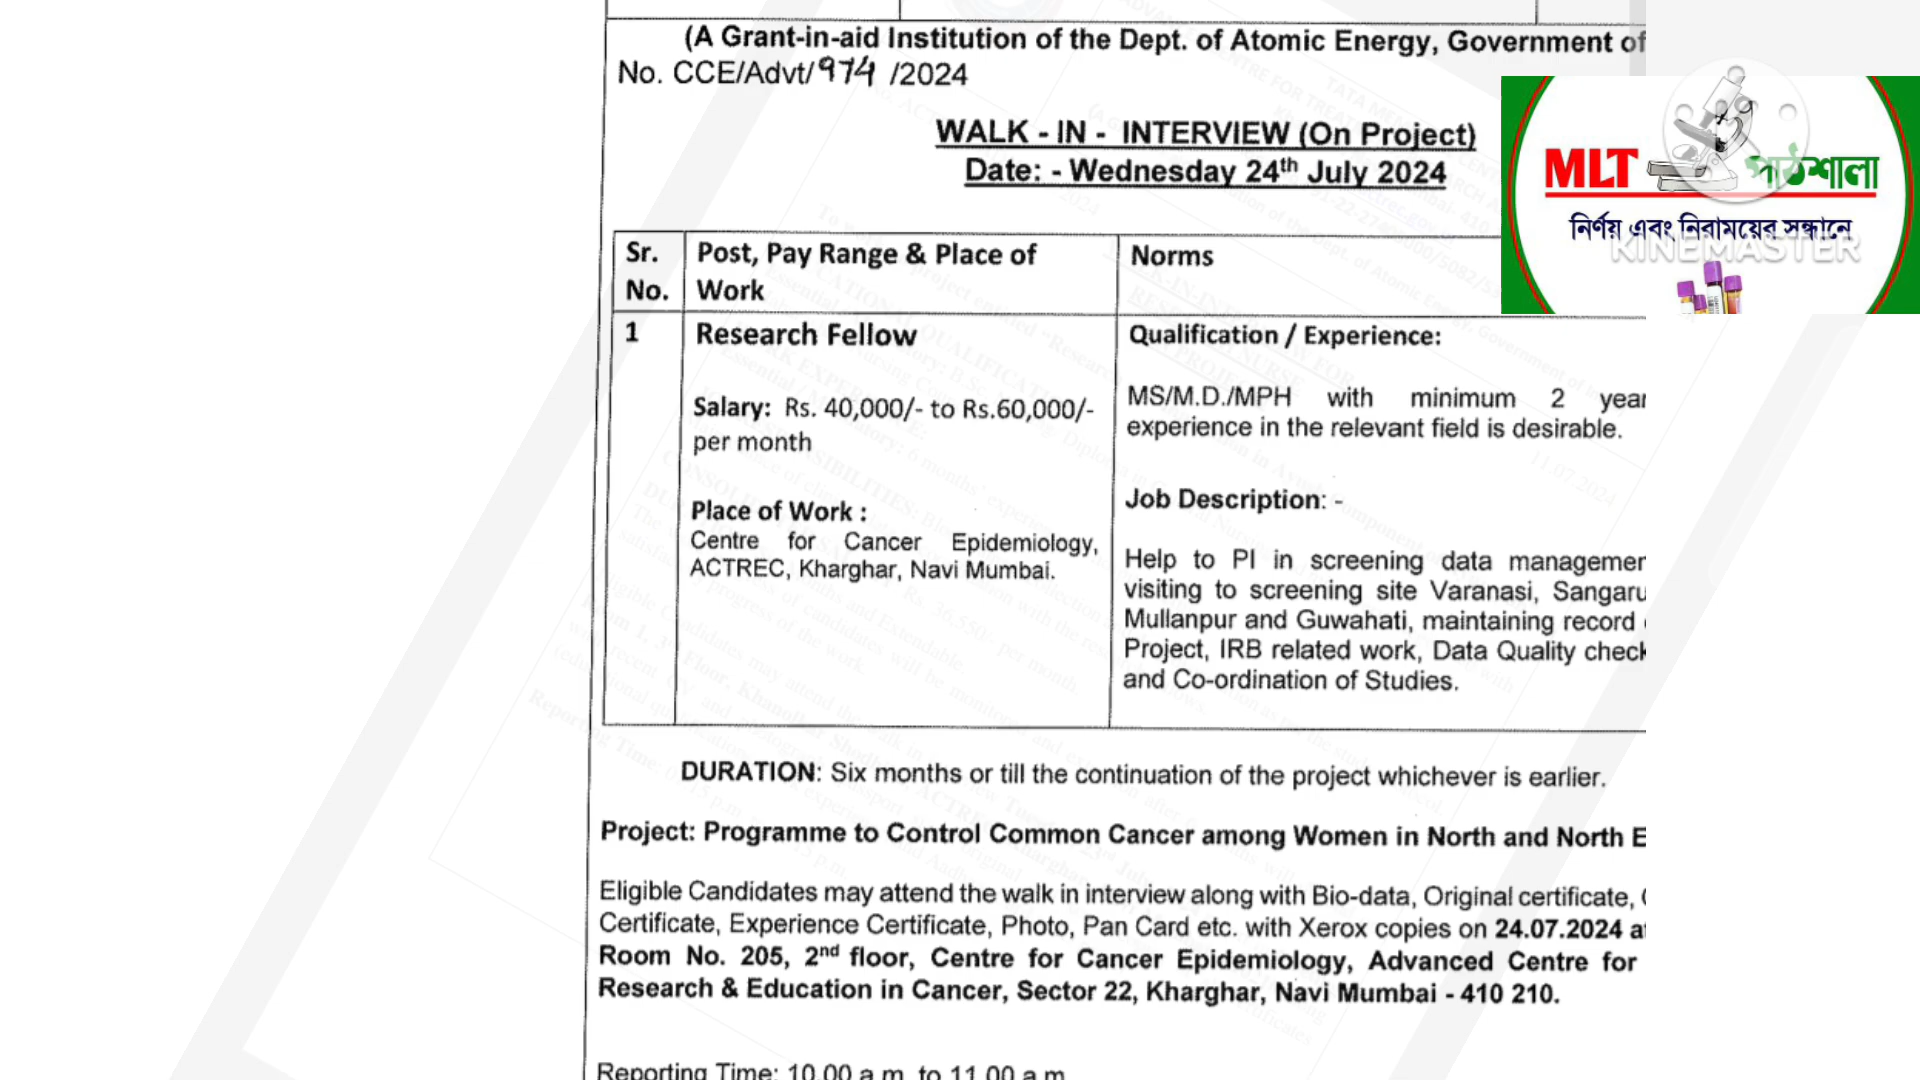 (A Grant-in-aid Institution of the Dept. of Atomic Energy, Government of
No. CCE/Advt/974 /2024
WALK - IN - INTERVIEW (On Project)
Date: - Wednesday 24th July 2024
MLT পাঠশালা
নির্ণয় এবং নিরাময়ের সন্ধানে
KINEMASTER
Sr. No.
Post, Pay Range & Place of Work
Norms
1
Research Fellow
Salary: Rs. 40,000/- to Rs.60,000/-
per month
Place of Work :
Centre for Cancer Epidemiology,
ACTREC, Kharghar, Navi Mumbai.
Qualification / Experience:
MS/M.D./MPH with minimum 2 year
experience in the relevant field is desirable.
Job Description: -
Help to PI in screening data managemen
visiting to screening site Varanasi, Sangaru
Mullanpur and Guwahati, maintaining record
Project, IRB related work, Data Quality check
and Co-ordination of Studies.
DURATION: Six months or till the continuation of the project whichever is earlier.
Project: Programme to Control Common Cancer among Women in North and North E
Eligible Candidates may attend the walk in interview along with Bio-data, Original certificate,
Certificate, Experience Certificate, Photo, Pan Card etc. with Xerox copies on 24.07.2024 at
Room No. 205, 2nd floor, Centre for Cancer Epidemiology, Advanced Centre for
Research & Education in Cancer, Sector 22, Kharghar, Navi Mumbai - 410 210.
Reporting Time: 10.00 a.m. to 11.00 a.m.